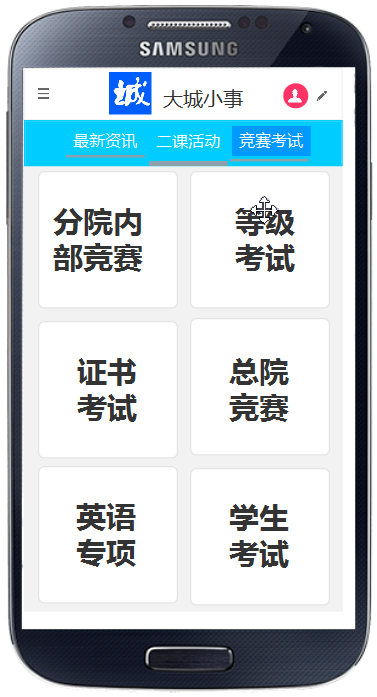 SAMSUNG
城
大城小事
最新资讯 二课活动 竞赛考试
分院内
部竞赛
等级
考试
证书
考试
总院
竞赛
英语
专项
学生
考试